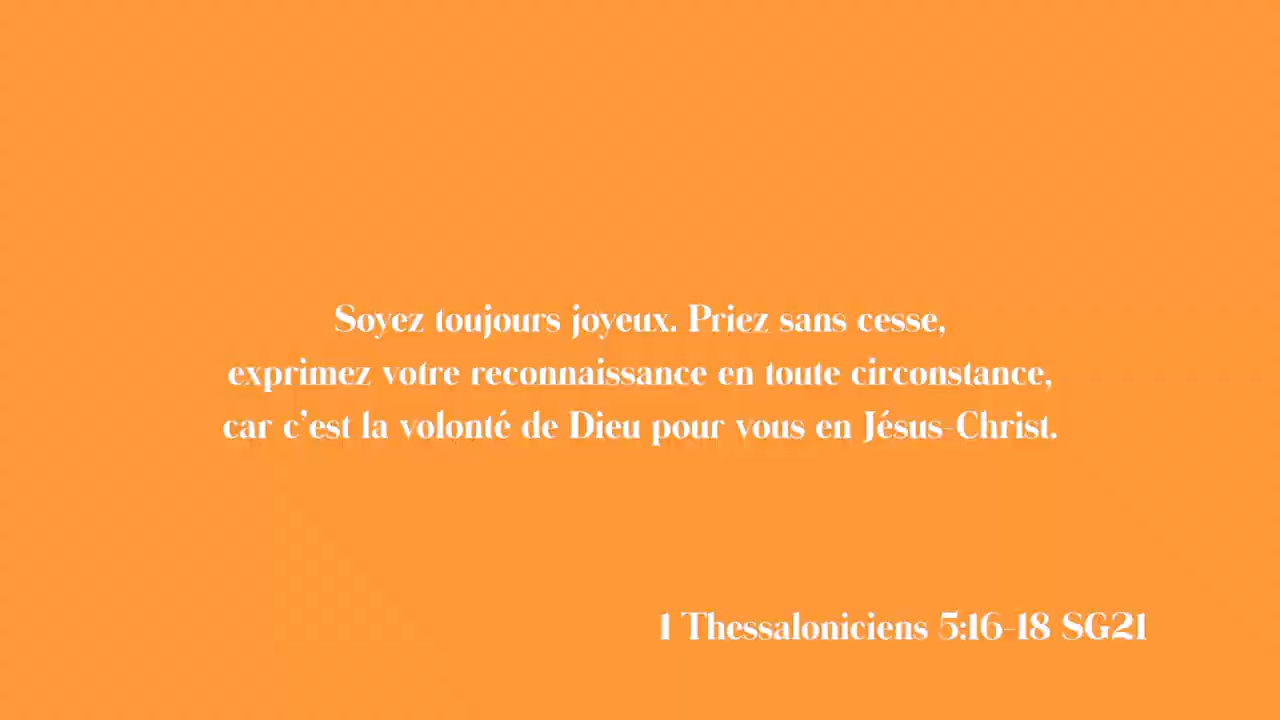 Soyez toujours joyeux. Priez sans cesse,
exprimez votre reconnaissance en toute circonstance,
car c’est la volonté de Dieu pour vous en Jésus-Christ.
1 Thessaloniciens 5:16-18 SG21